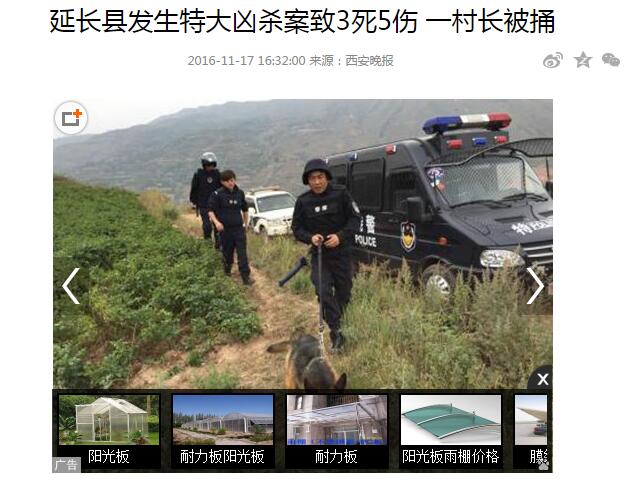 延长县发生特大凶杀案致3死5伤 一村长被捅
2016-11-17 16:32:00 来源：西安晚报
警
POLICE
特
X
阳光板
耐力板阳光板
耐力板
阳光板雨棚价格
广告